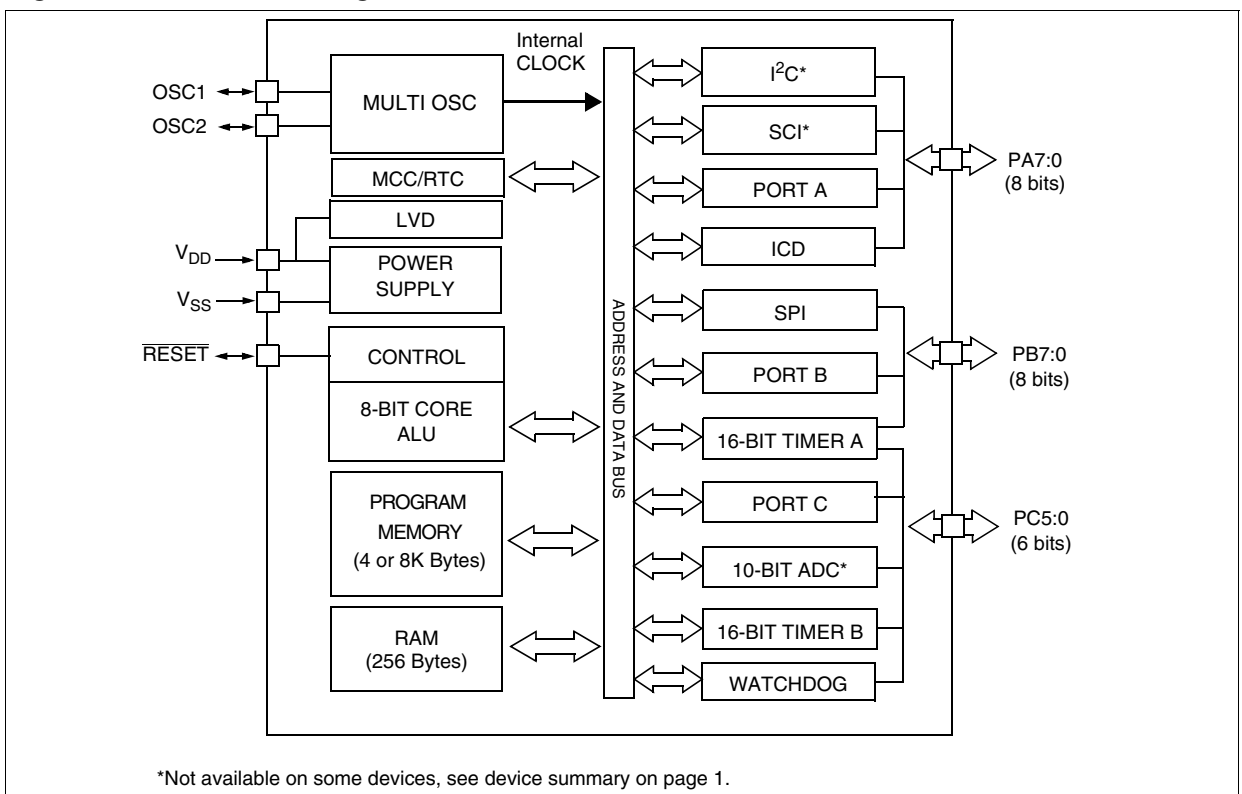 Internal
CLOCK
OSC1
OSC2
MULTI OSC
MCC/RTC
LVD
VDD
POWER
SUPPLY
VSS
RESET
CONTROL
8-BIT CORE
ALU
PROGRAM
MEMORY
(4 or 8K Bytes)
RAM
(256 Bytes)
ADDRESS AND DATA BUS
I²C*
SCI*
PORT A
ICD
SPI
PORT B
16-BIT TIMER A
PORT C
10-BIT ADC*
16-BIT TIMER B
WATCHDOG
PA7:0
(8 bits)
PB7:0
(8 bits)
PC5:0
(6 bits)
*Not available on some devices, see device summary on page 1.